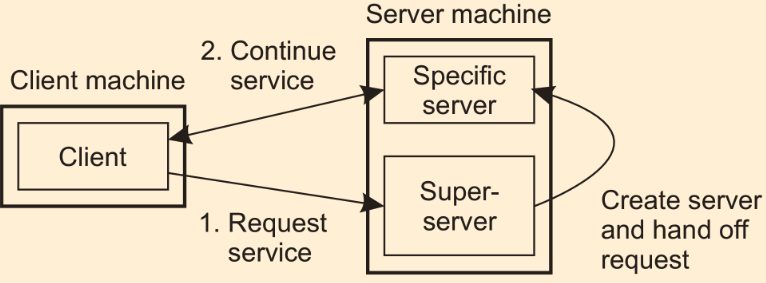 Server machine
2. Continue
service
Specific
server
Client machine
Client
Super-
server
1. Request
service
Create server
and hand off
request